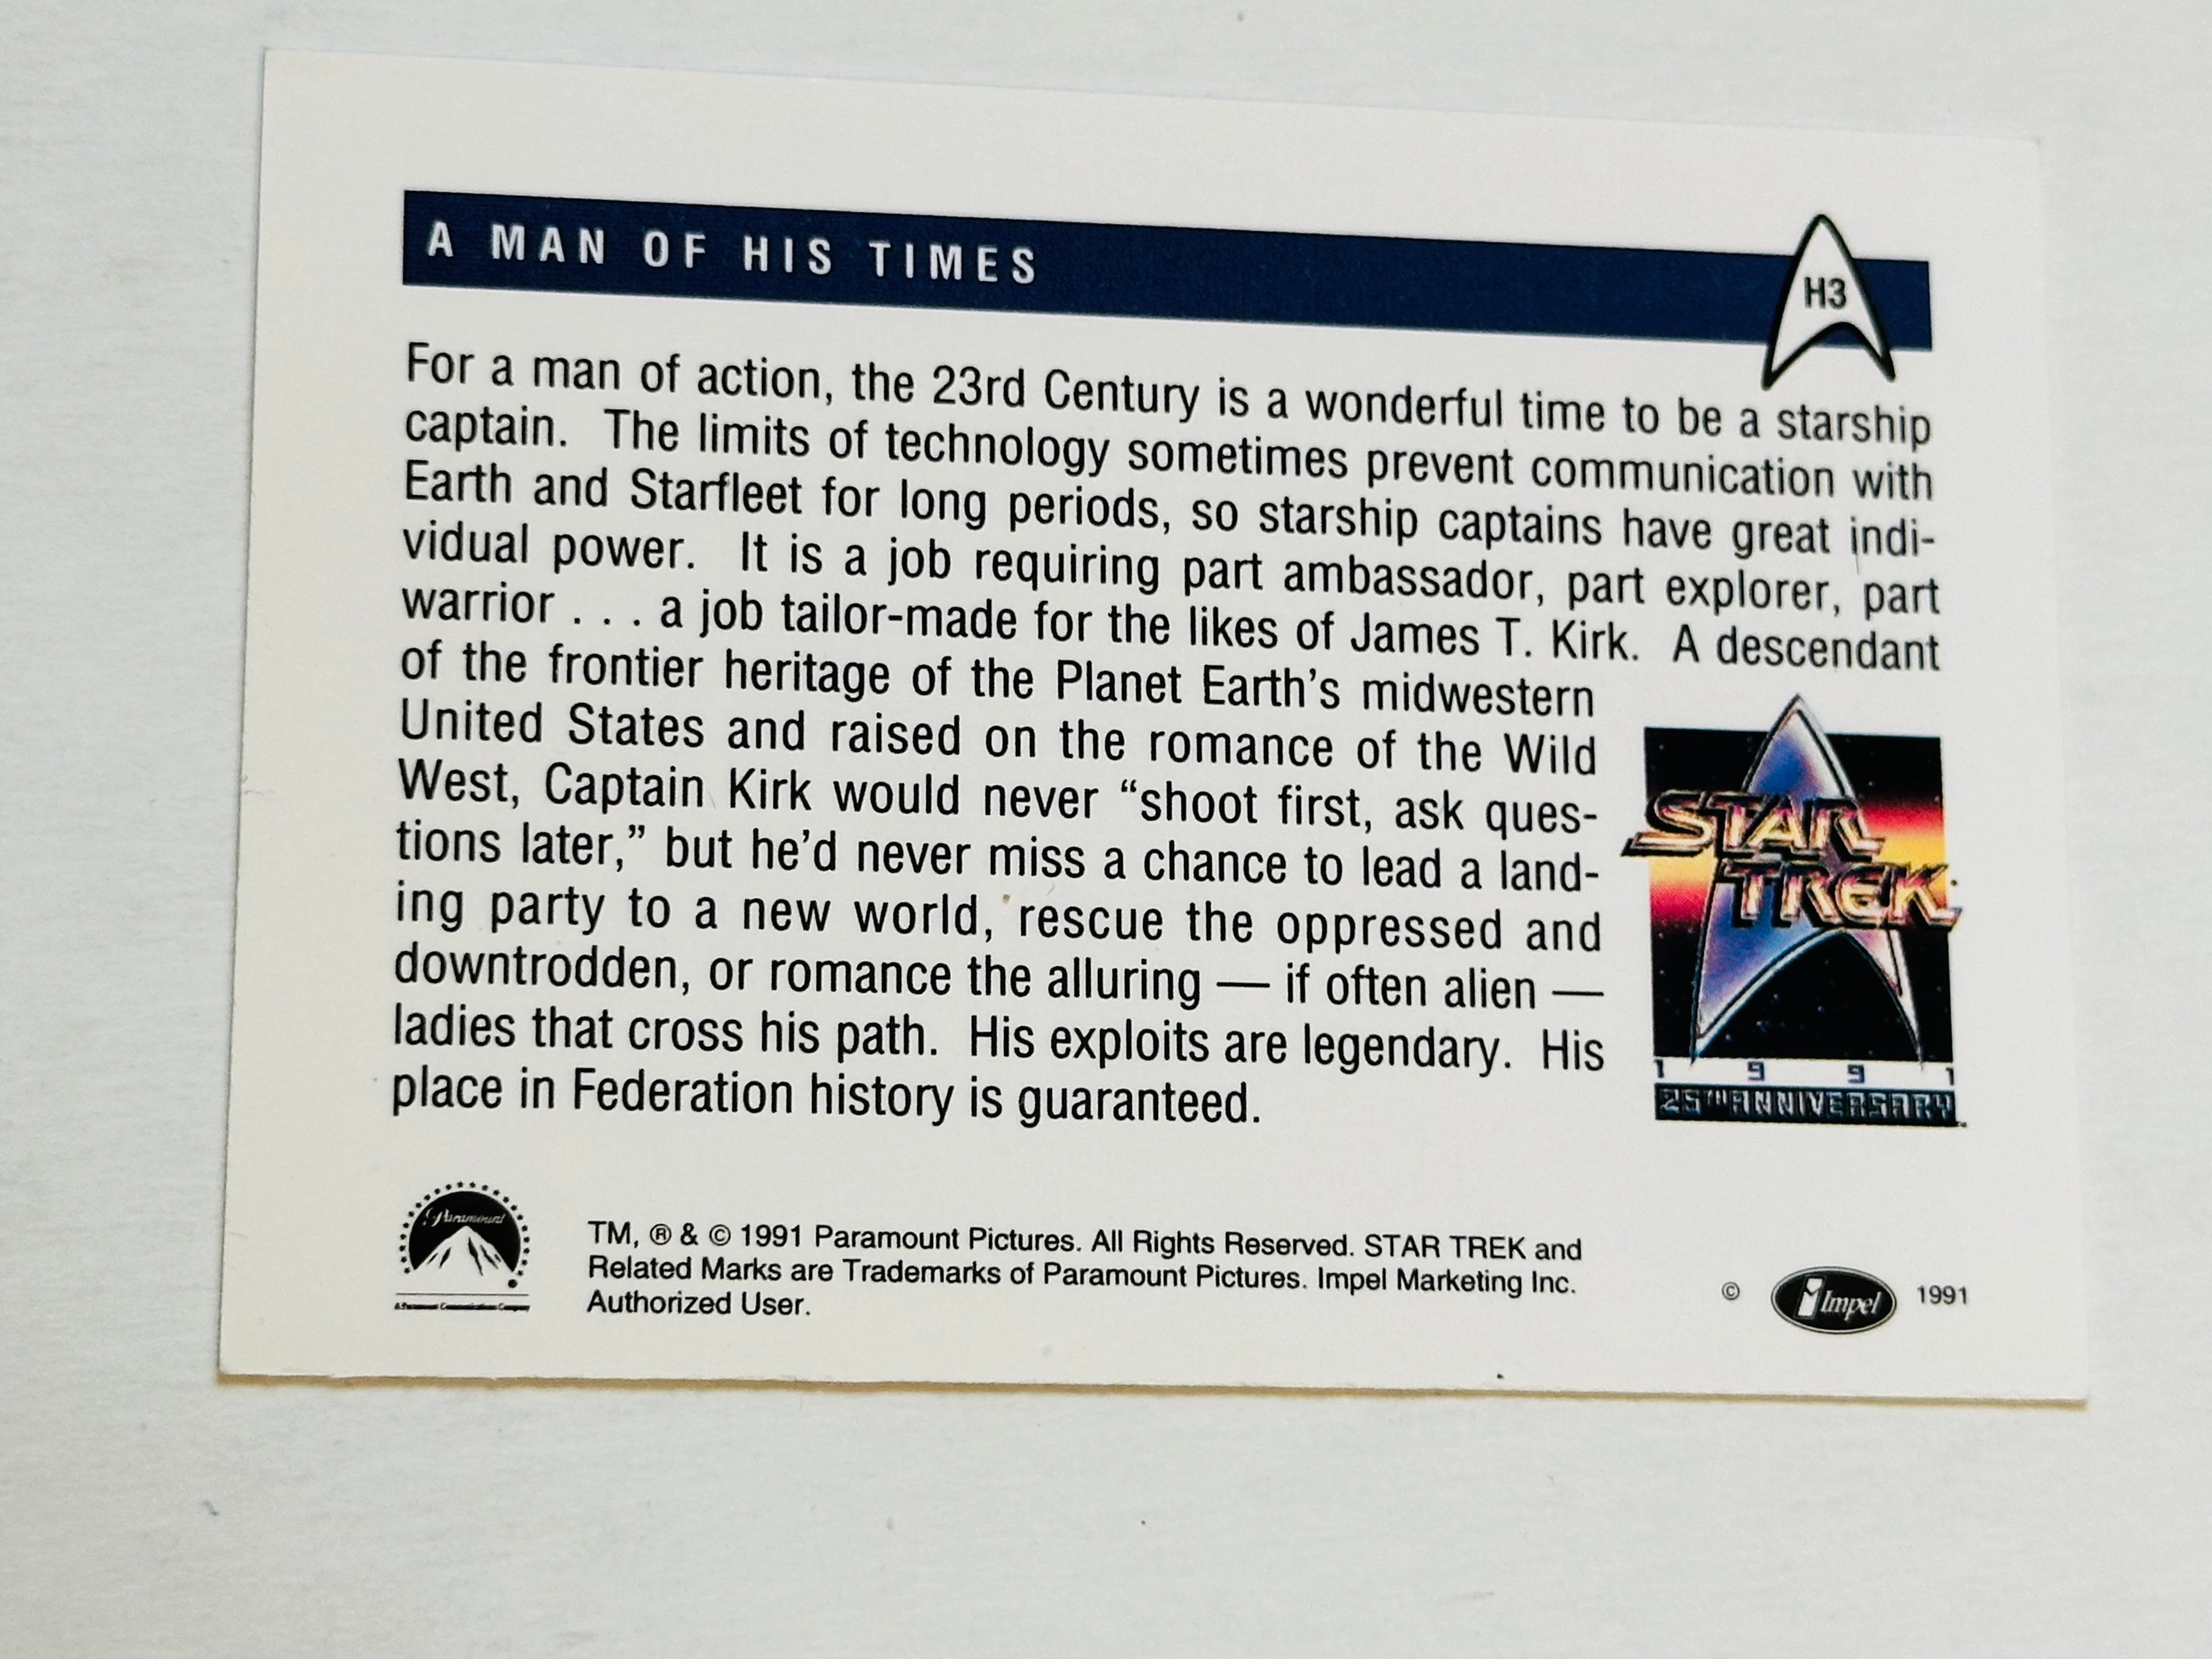 A MAN OF HIS TIMES
H3
For a man of action, the 23rd Century is a wonderful time to be a starship
captain. The limits of technology sometimes prevent communication with
Earth and Starfleet for long periods, so starship captains have great indi-
vidual power. It is a job requiring part ambassador, part explorer, part
warrior . . . a job tailor-made for the likes of James T. Kirk. A descendant
of the frontier heritage of the Planet Earth's midwestern
United States and raised on the romance of the Wild
West, Captain Kirk would never “shoot first, ask ques-
tions later,” but he'd never miss a chance to lead a land-
ing party to a new world, rescue the oppressed and
downtrodden, or romance the alluring — if often alien —
ladies that cross his path. His exploits are legendary. His
place in Federation history is guaranteed.
STAR
TREK
1 9 9 1
25TH ANNIVERSARY
Paramount
A Paramount Communications Company
TM, ® & © 1991 Paramount Pictures. All Rights Reserved. STAR TREK and
Related Marks are Trademarks of Paramount Pictures. Impel Marketing Inc.
Authorized User.
© Impel 1991